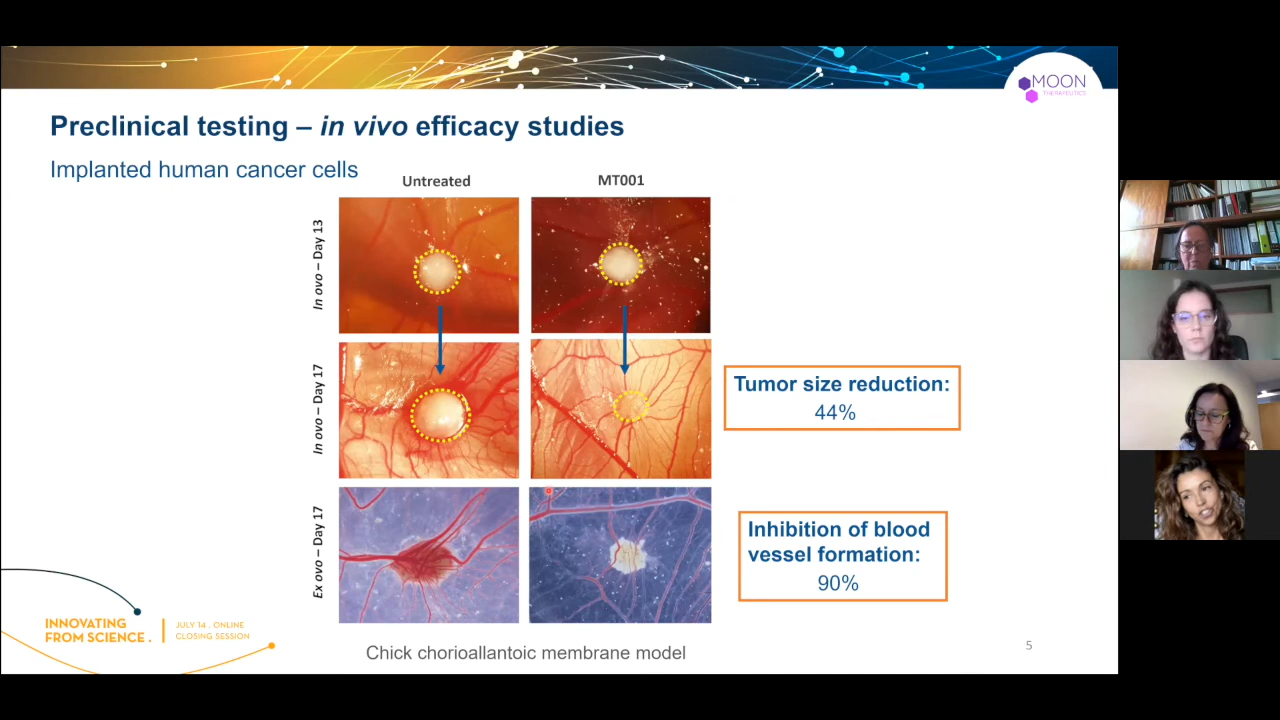 MOON
THERAPEUTICS
Preclinical testing – in vivo efficacy studies
Implanted human cancer cells
Untreated
MT001
In ovo – Day 13
In ovo – Day 17
Tumor size reduction:
44%
Ex ovo – Day 17
Inhibition of blood
vessel formation:
90%
INNOVATING
FROM SCIENCE .
JULY 14 . ONLINE
CLOSING SESSION
Chick chorioallantoic membrane model
5